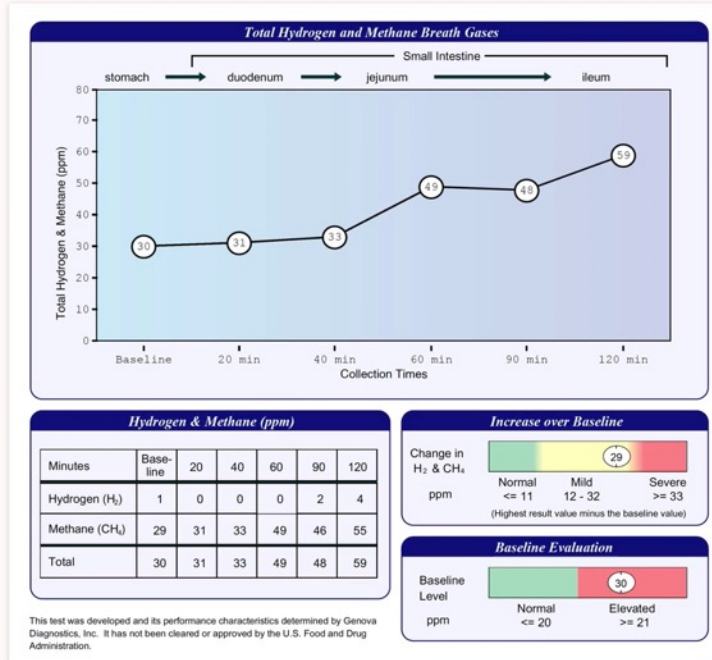 Total Hydrogen and Methane Breath Gases
Small Intestine
stomach duodenum jejunum ileum
Total Hydrogen & Methane (ppm)
80
70
60
50
40
30
20
10
0
30 31 33 49 48 59
Baseline 20 min 40 min 60 min 90 min 120 min
Collection Times
Hydrogen & Methane (ppm)
Minutes Base-line 20 40 60 90 120
Hydrogen (H₂) 1 0 0 0 2 4
Methane (CH₄) 29 31 33 49 46 55
Total 30 31 33 49 48 59
This test was developed and its performance characteristics determined by Genova
Diagnostics, Inc. It has not been cleared or approved by the U.S. Food and Drug
Administration.
Increase over Baseline
Change in
H₂ & CH₄
ppm
29
Normal Mild Severe
<= 11 12 - 32 >= 33
(Highest result value minus the baseline value)
Baseline Evaluation
Baseline
Level
ppm
30
Normal Elevated
<= 20 >= 21